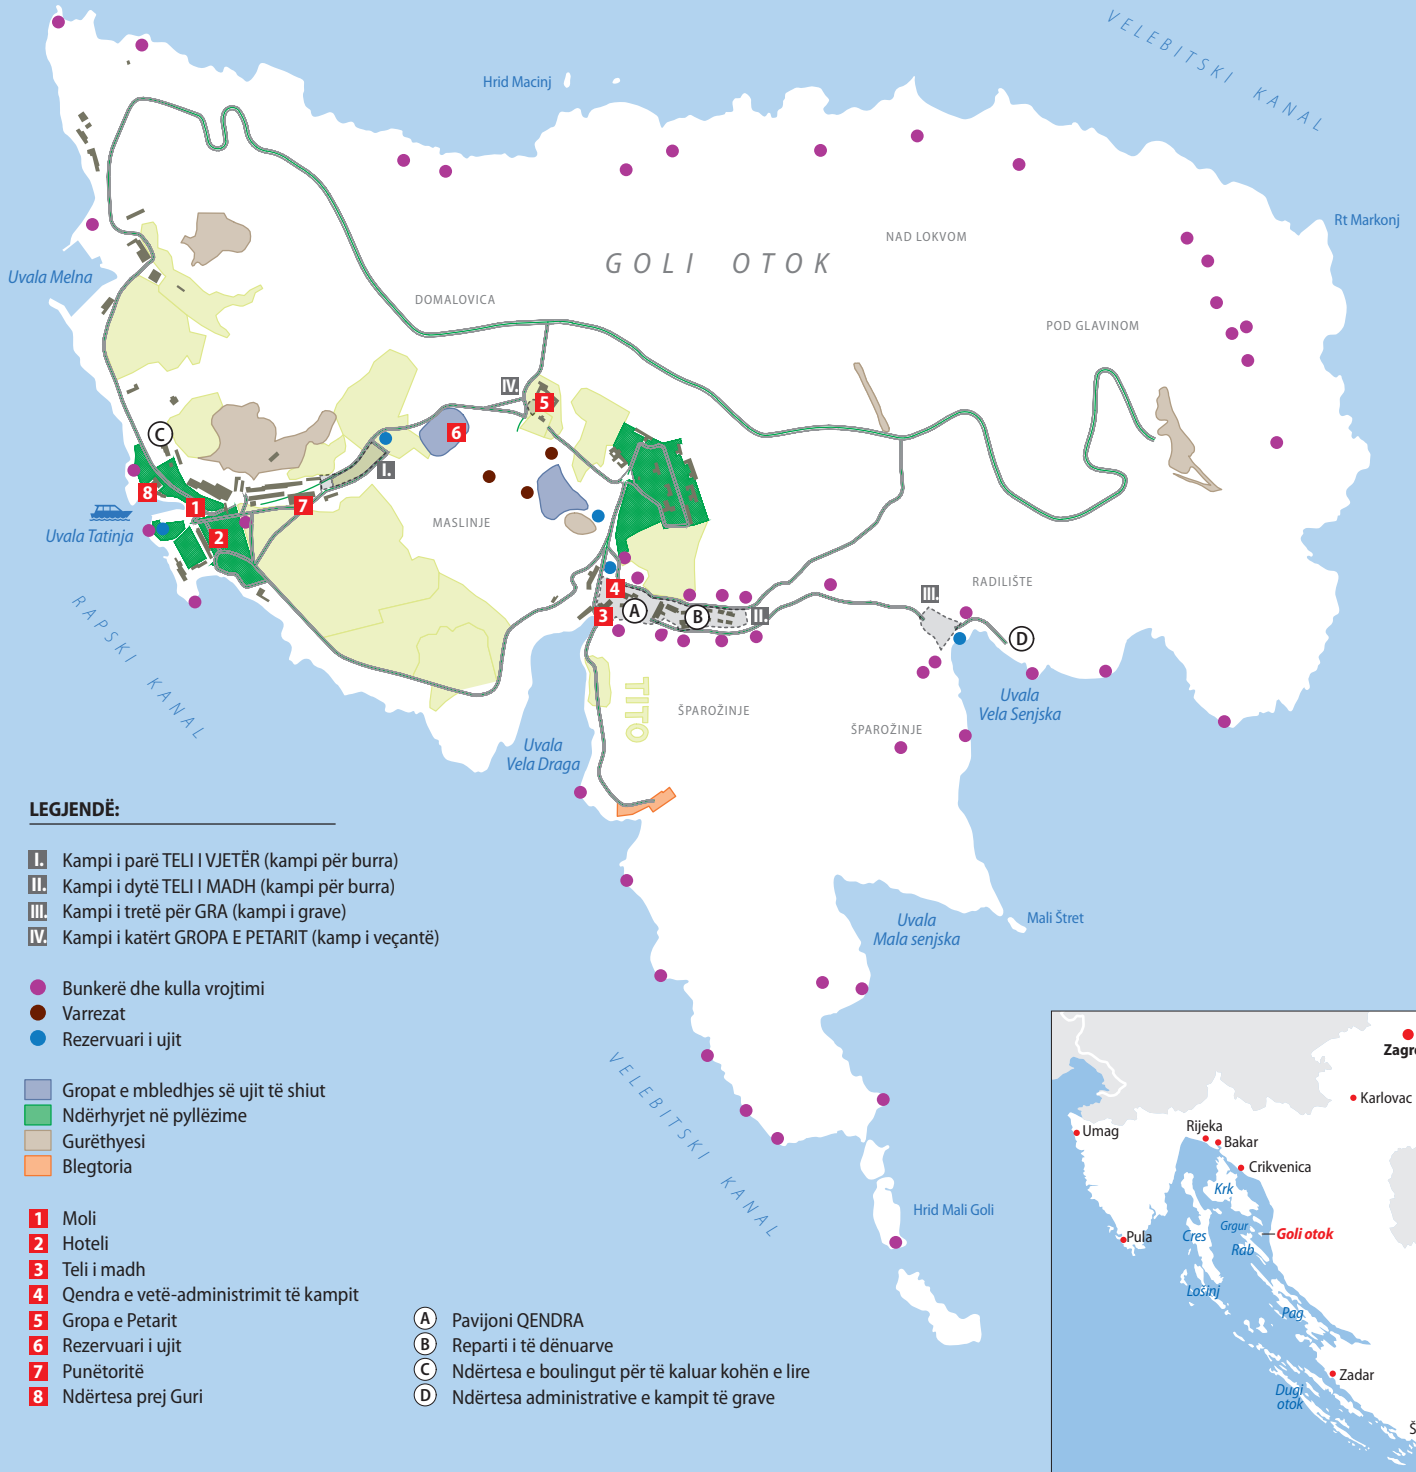 VELEBITSKI KANAL
Hrid Macinj
Rt Markonj
NAD LOKVOM
GOLI OTOK
Uvala Melna
DOMALOVICA
POD GLAVINOM
IV.
5
C
6
I.
8
1
7
MASLINJE
Uvala Tatinja
2
RADILIŠTE
4
III.
A
B
II.
3
D
RAPSKI KANAL
TITO
ŠPAROŽINJE
Uvala
Vela Senjska
ŠPAROŽINJE
Uvala
Vela Draga
LEGJENDË:
I. Kampi i parë TELI I VJETËR (kampi për burra)
II. Kampi i dytë TELI I MADH (kampi për burra)
III. Kampi i tretë për GRA (kampi i grave)
IV. Kampi i katërt GROPA E PETARIT (kamp i veçantë)
Uvala
Mala senjska
Mali Štret
Bunkerë dhe kulla vrojtimi
Varrezat
Rezervuari i ujit
Gropat e mbledhjes së ujit të shiut
Ndërhyrjet në pyllëzime
Gurëthyesi
Blegtoria
VELEBITSKI KANAL
Hrid Mali Goli
1 Moli
2 Hoteli
3 Teli i madh
4 Qendra e vetë-administrimit të kampit
5 Gropa e Petarit
6 Rezervuari i ujit
7 Punëtoritë
8 Ndërtesa prej Guri
A Pavijoni QENDRA
B Reparti i të dënuarve
C Ndërtesa e boulingut për të kaluar kohën e lire
D Ndërtesa administrative e kampit të grave
Zagre
Karlovac
Umag
Rijeka
Bakar
Crikvenica
Krk
Grgur
Goli otok
Pula
Cres
Rab
Lošinj
Pag
Zadar
Dugi
otok
Š